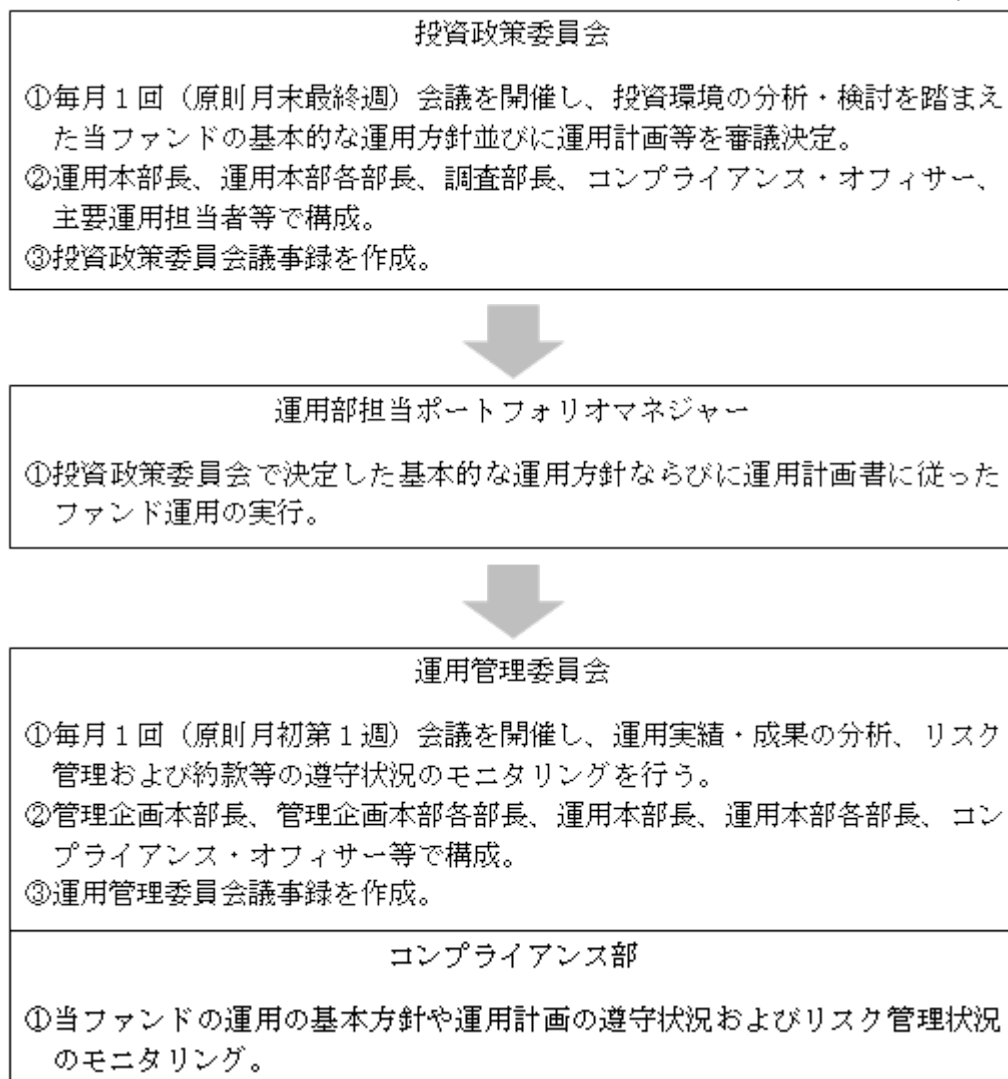 投資政策委員会
①毎月１回（原則月末最終週）会議を開催し、投資環境の分析・検討を踏まえ
た当ファンドの基本的な運用方針並びに運用計画等を審議決定。
②運用本部長、運用本部各部長、調査部長、コンプライアンス・オフィサー、
主要運用担当者等で構成。
③投資政策委員会議事録を作成。
運用部担当ポートフォリオマネジャー
①投資政策委員会で決定した基本的な運用方針ならびに運用計画書に従った
ファンド運用の実行。
運用管理委員会
①毎月１回（原則月初第１週）会議を開催し、運用実績・成果の分析、リスク
管理および約款等の遵守状況のモニタリングを行う。
②管理企画本部長、管理企画本部各部長、運用本部長、運用本部各部長、コン
プライアンス・オフィサー等で構成。
③運用管理委員会議事録を作成。
コンプライアンス部
①当ファンドの運用の基本方針や運用計画の遵守状況およびリスク管理状況
のモニタリング。